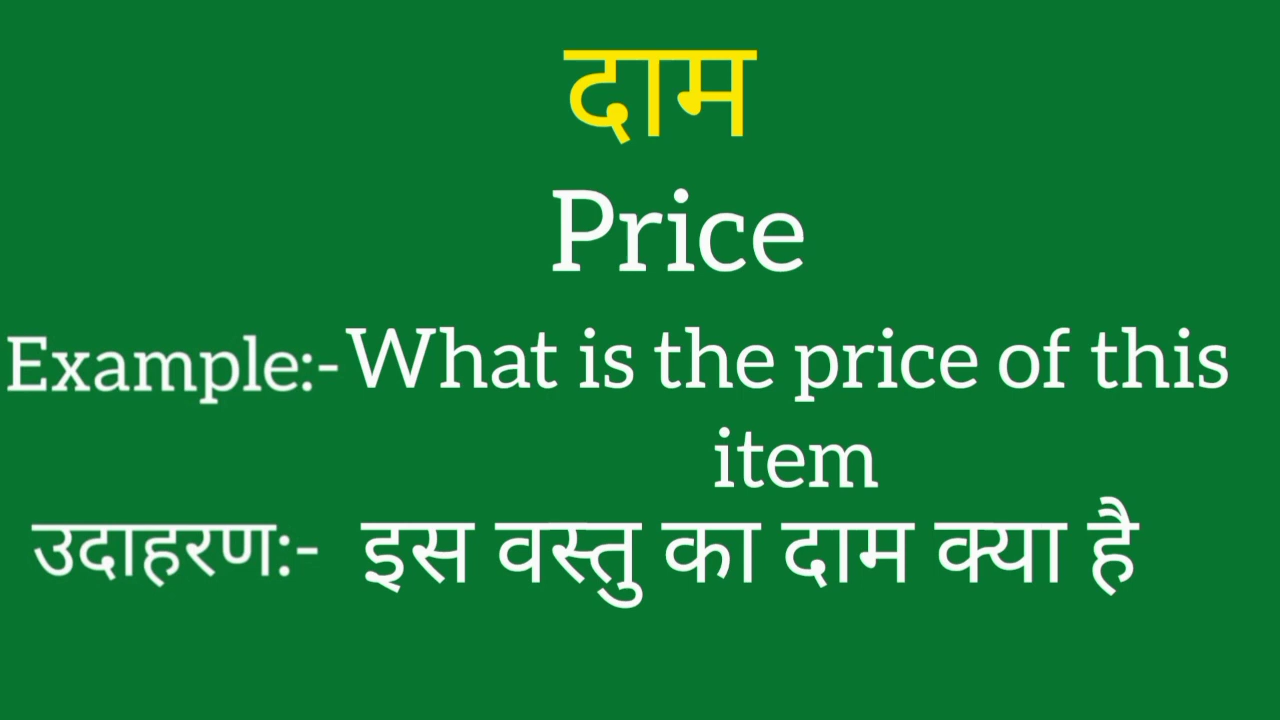 दाम
Price
Example:- What is the price of this
item
उदाहरण:- इस वस्तु का दाम क्या है